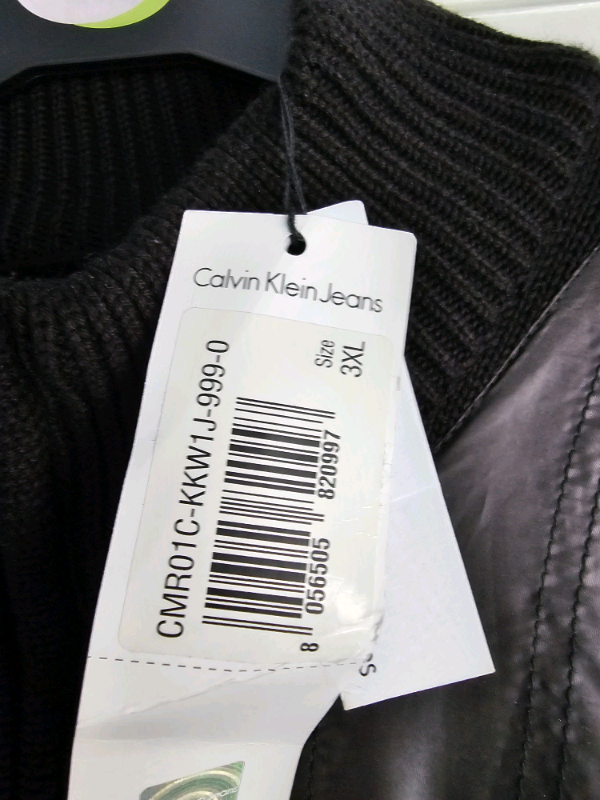 Calvin Klein Jeans
Size
3XL
CMR01C-KKW1J-999-0
8 056505 820997